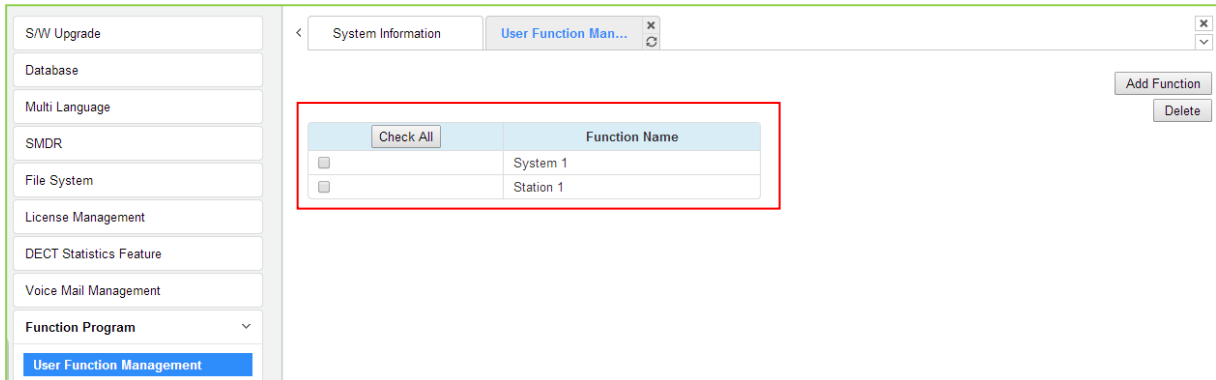 S/W Upgrade
Database
Multi Language
SMDR
File System
License Management
DECT Statistics Feature
Voice Mail Management
Function Program
User Function Management
System Information
User Function Man...
Add Function
Delete
Check All Function Name
System 1
Station 1